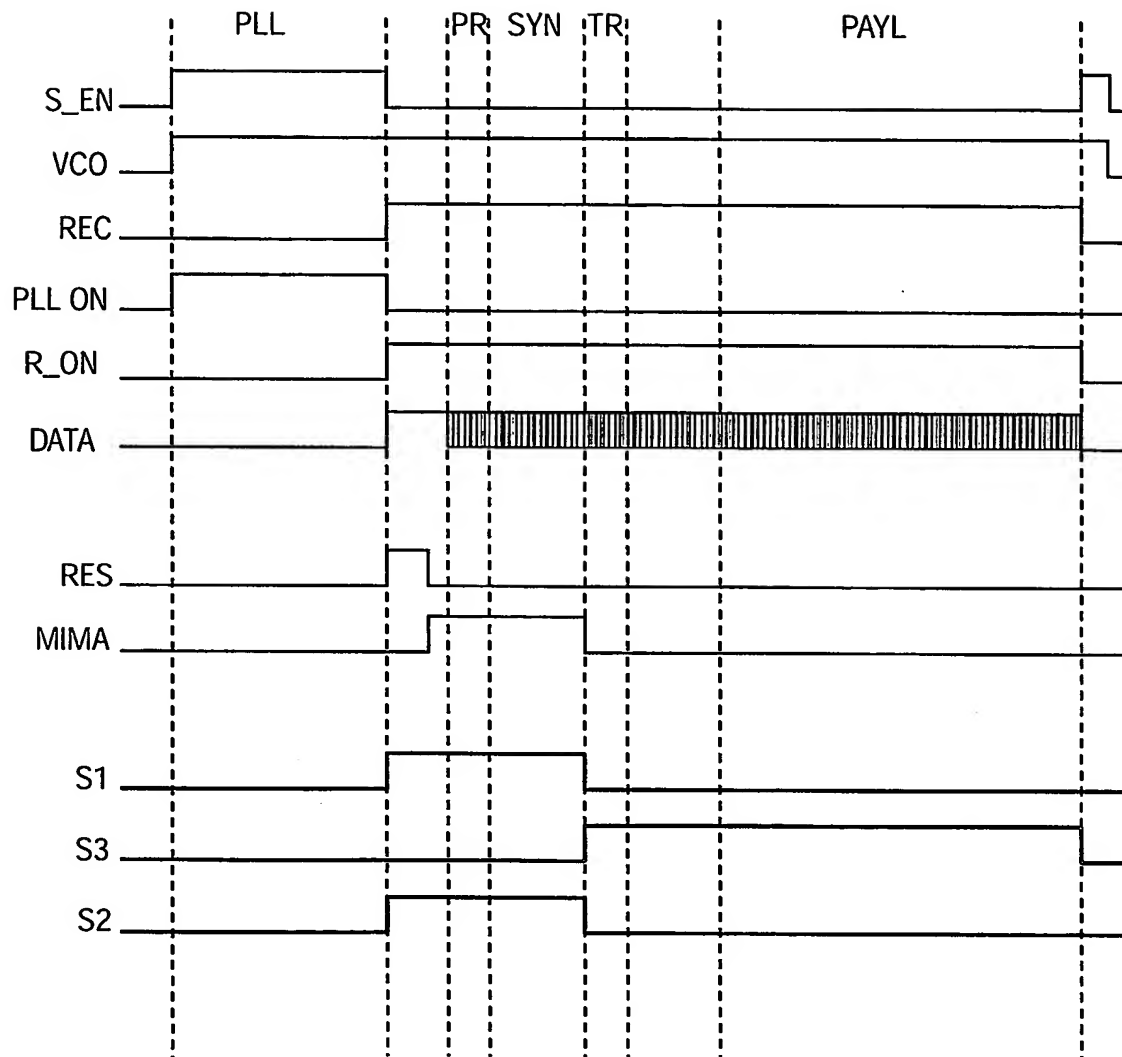 PLL PR SYN TR PAYL
S_EN
VCO
REC
PLL ON
R_ON
DATA
RES
MIMA
S1
S3
S2